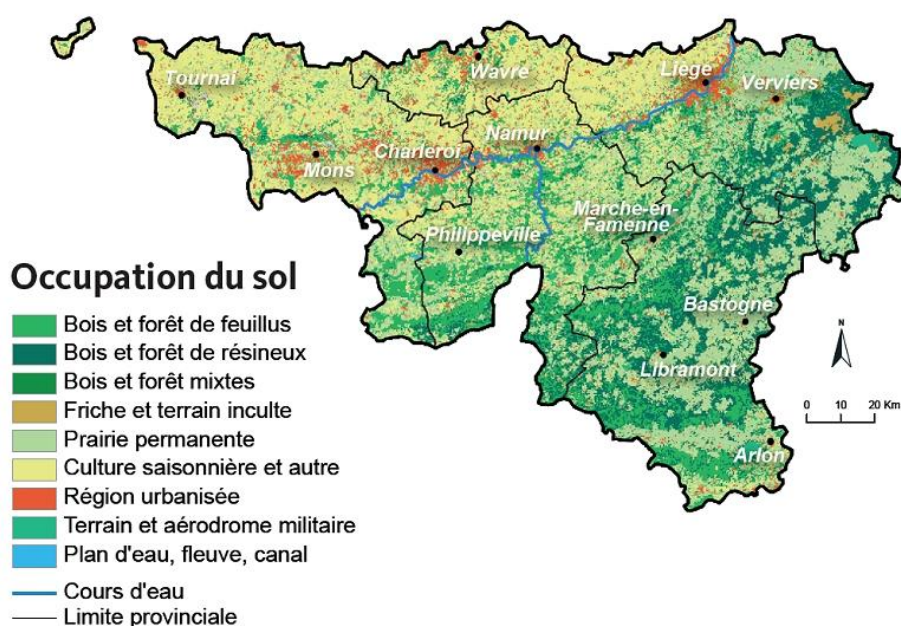 Tournai
Wavre
Liège
Verviers
Mons
Charleroi
Namur
Philippeville
Marche-en-
Famenne
Bastogne
Libramont
Arlon
N
0 10 20 Km
Occupation du sol
Bois et forêt de feuillus
Bois et forêt de résineux
Bois et forêt mixtes
Friche et terrain inculte
Prairie permanente
Culture saisonnière et autre
Région urbanisée
Terrain et aérodrome militaire
Plan d'eau, fleuve, canal
Cours d'eau
Limite provinciale